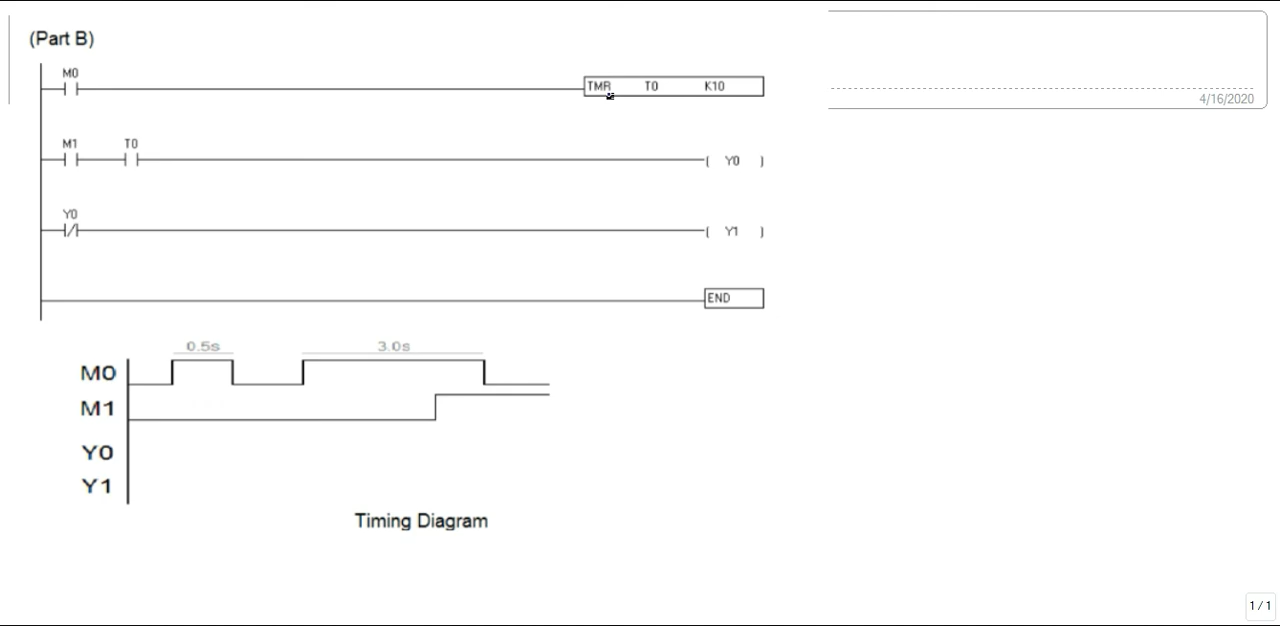 (Part B)
4/16/2020
M0
TMR T0 K10
M1 T0
( Y0 )
Y0
( Y1 )
END
0.5s 3.0s
M0
M1
Y0
Y1
Timing Diagram
1 / 1